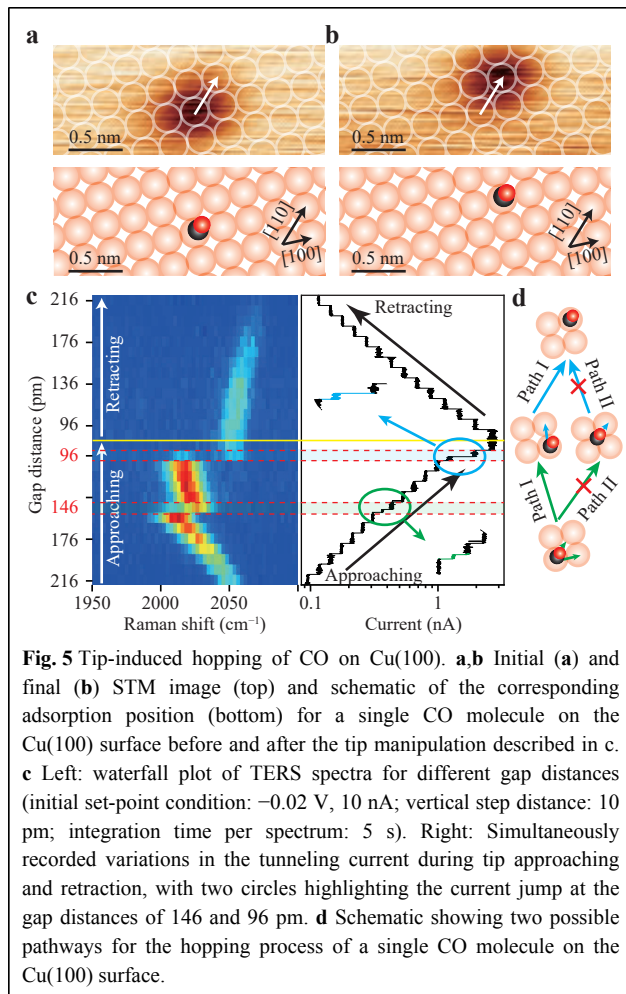 a
b
0.5 nm
0.5 nm
[110]
[100]
0.5 nm
[110]
[100]
0.5 nm
c
d
216
176
136
96
96
146
176
216
Gap distance (pm)
Retracting
Approaching
1950
2000
2050
Raman shift (cm⁻¹)
Retracting
Approaching
0.1
1
Current (nA)
Path I
Path II
Path I
Path II
Fig. 5 Tip-induced hopping of CO on Cu(100). a,b Initial (a) and
final (b) STM image (top) and schematic of the corresponding
adsorption position (bottom) for a single CO molecule on the
Cu(100) surface before and after the tip manipulation described in c.
c Left: waterfall plot of TERS spectra for different gap distances
(initial set-point condition: −0.02 V, 10 nA; vertical step distance: 10
pm; integration time per spectrum: 5 s). Right: Simultaneously
recorded variations in the tunneling current during tip approaching
and retraction, with two circles highlighting the current jump at the
gap distances of 146 and 96 pm. d Schematic showing two possible
pathways for the hopping process of a single CO molecule on the
Cu(100) surface.